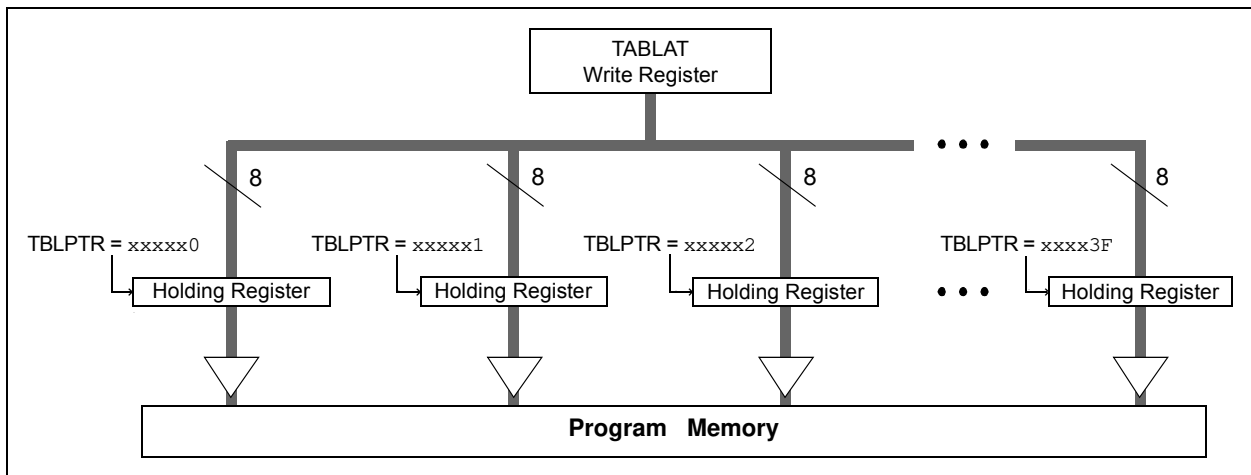 TABLAT
Write Register
8
8
8
8
TBLPTR = xxxxx0
TBLPTR = xxxxx1
TBLPTR = xxxxx2
TBLPTR = xxxx3F
Holding Register
Holding Register
Holding Register
Holding Register
Program Memory